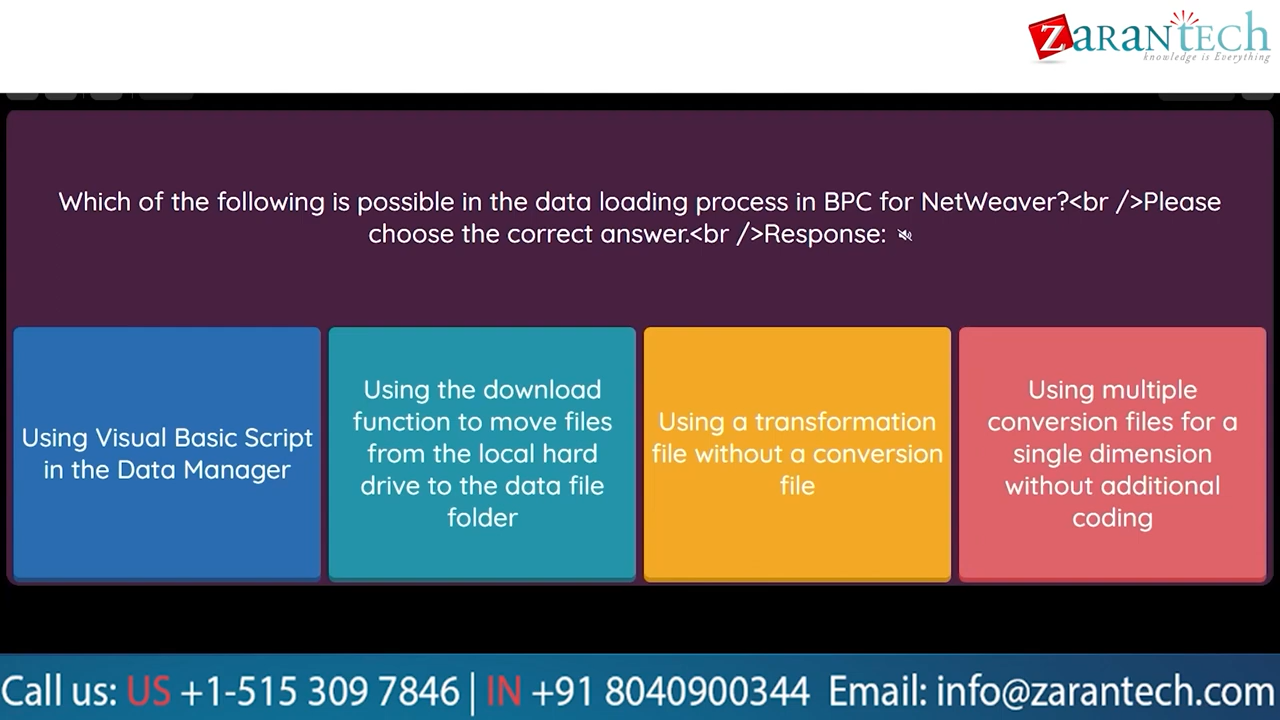 ZARANTECH
knowledge is Everything
Which of the following is possible in the data loading process in BPC for NetWeaver?<br />Please
choose the correct answer.<br />Response:
Using Visual Basic Script
in the Data Manager
Using the download
function to move files
from the local hard
drive to the data file
folder
Using a transformation
file without a conversion
file
Using multiple
conversion files for a
single dimension
without additional
coding
Call us: US +1-515 309 7846 | IN +91 8040900344 Email: info@zarantech.com